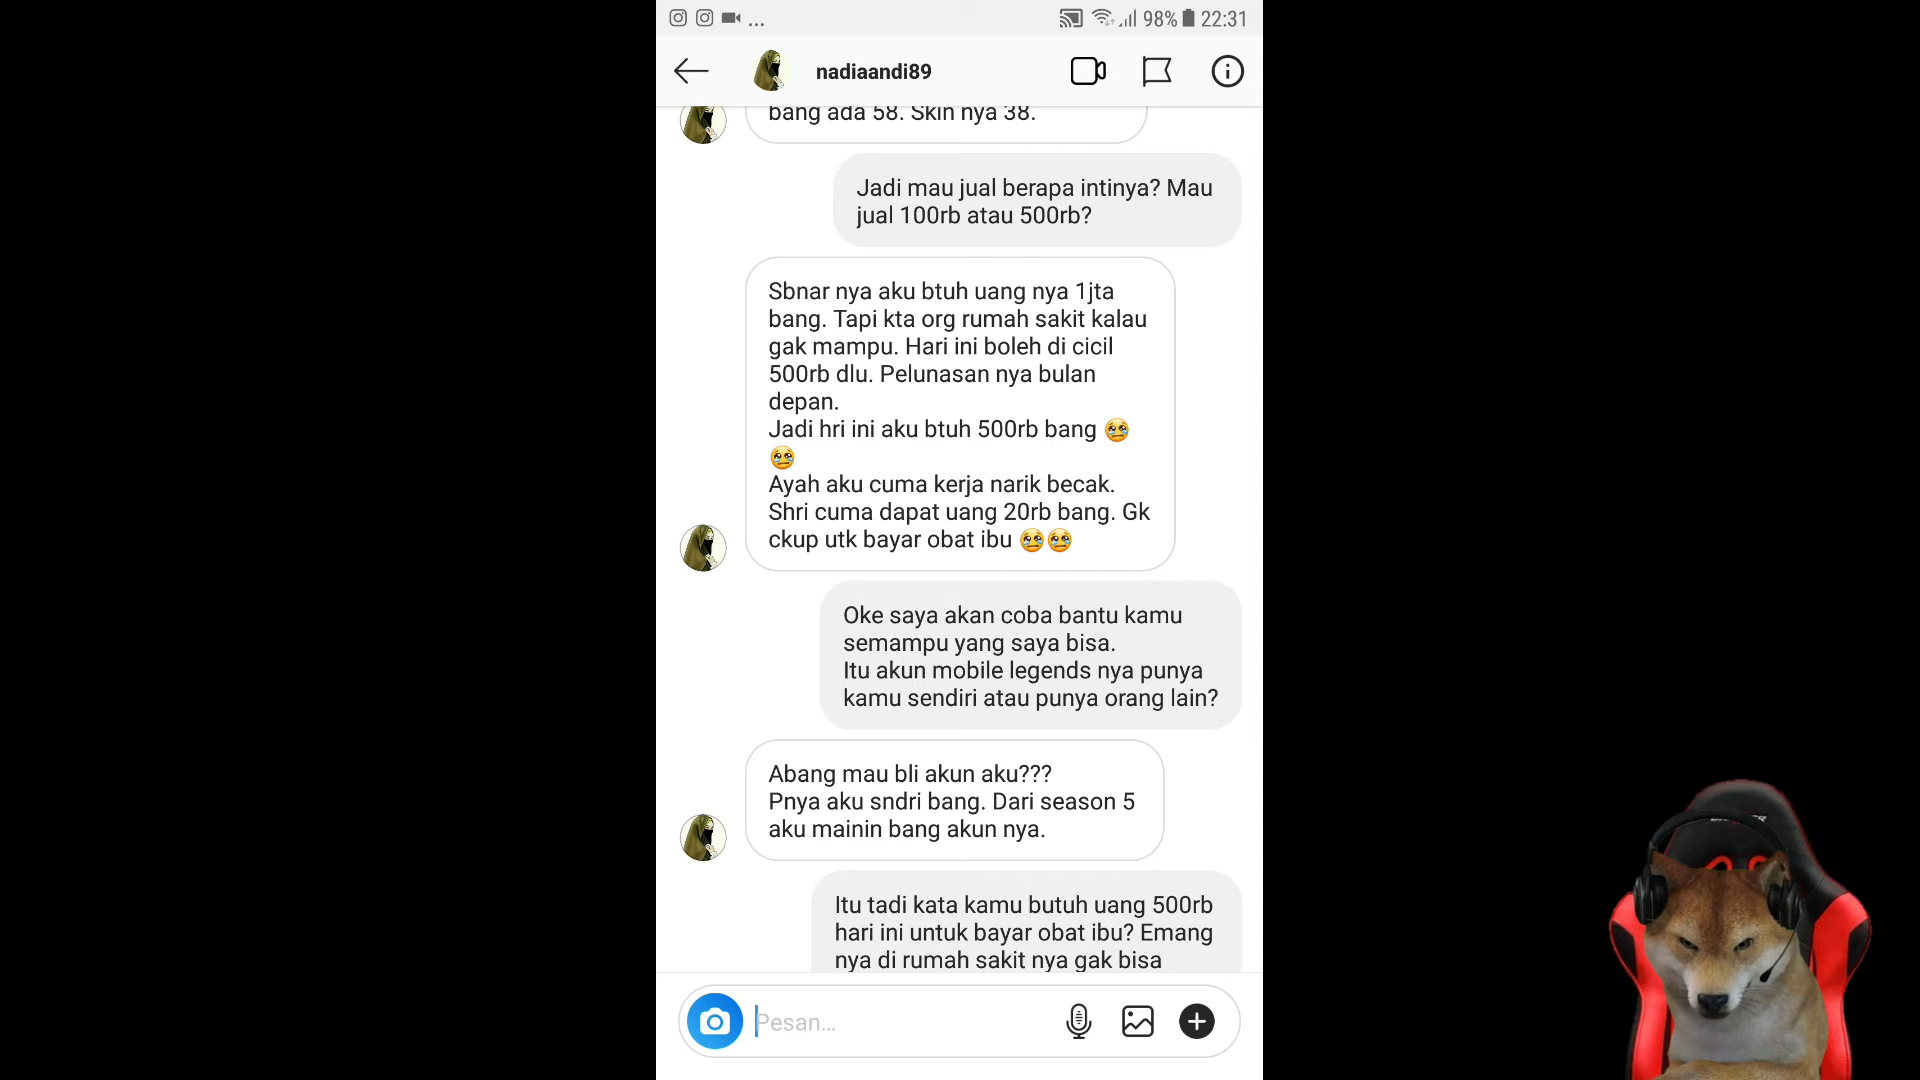 ... 98% 22:31
nadiaandi89
bang ada 58. Skin nya 38.
Jadi mau jual berapa intinya? Mau
jual 100rb atau 500rb?
Sbnar nya aku btuh uang nya 1jta
bang. Tapi kta org rumah sakit kalau
gak mampu. Hari ini boleh di cicil
500rb dlu. Pelunasan nya bulan
depan.
Jadi hri ini aku btuh 500rb bang 😢
😢
Ayah aku cuma kerja narik becak.
Shri cuma dapat uang 20rb bang. Gk
ckup utk bayar obat ibu 😢😢
Oke saya akan coba bantu kamu
semampu yang saya bisa.
Itu akun mobile legends nya punya
kamu sendiri atau punya orang lain?
Abang mau bli akun aku???
Pnya aku sndri bang. Dari season 5
aku mainin bang akun nya.
Itu tadi kata kamu butuh uang 500rb
hari ini untuk bayar obat ibu? Emang
nya di rumah sakit nya gak bisa
Pesan...